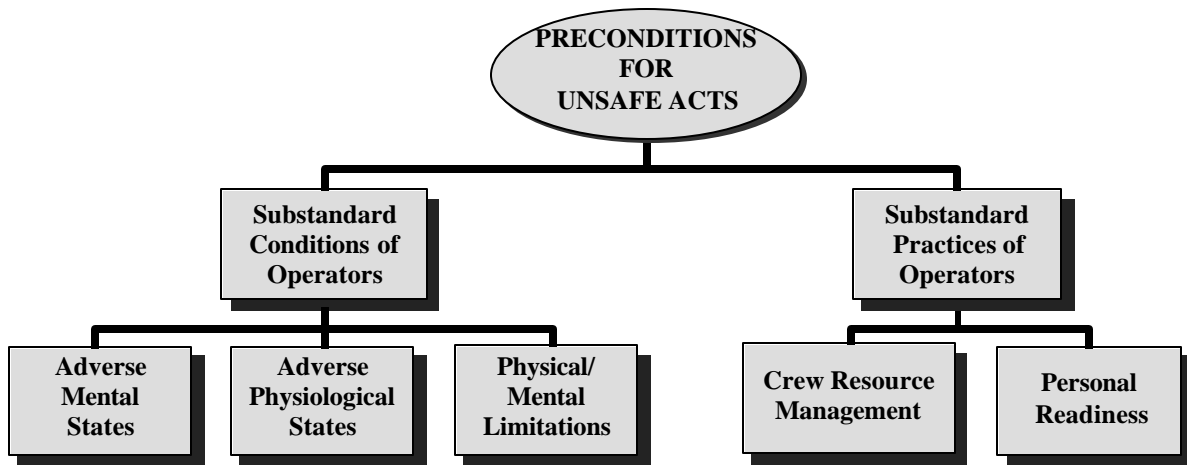 PRECONDITIONS
FOR
UNSAFE ACTS
Substandard
Conditions of
Operators
Substandard
Practices of
Operators
Adverse
Mental
States
Adverse
Physiological
States
Physical/
Mental
Limitations
Crew Resource
Management
Personal
Readiness